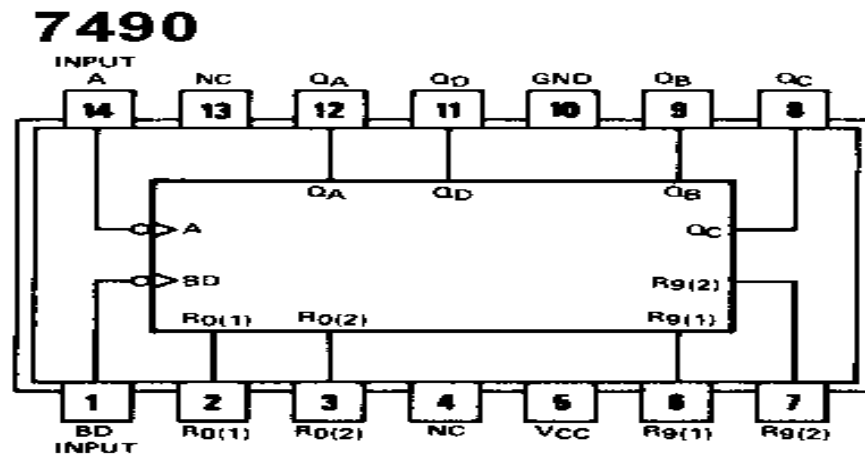 7490
INPUT
A NC QA QD GND QB QC
14 13 12 11 10 9 8
QA QD QB
A QC
BD R9(2)
R0(1) R0(2) R9(1)
1 2 3 4 5 6 7
BD R0(1) R0(2) NC VCC R9(1) R9(2)
INPUT